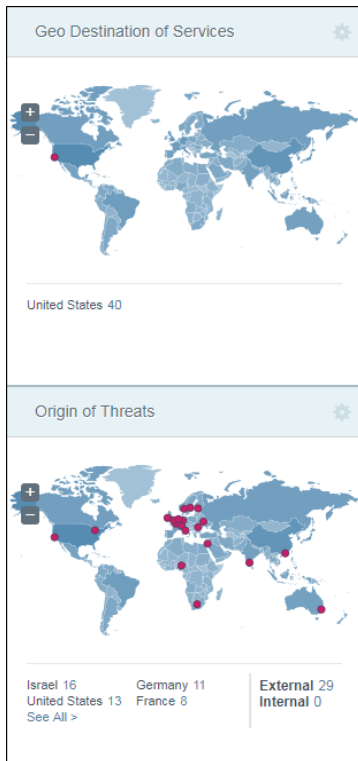 Geo Destination of Services
+
−
United States 40
Origin of Threats
+
−
Israel 16
United States 13
See All >
Germany 11
France 8
External 29
Internal 0